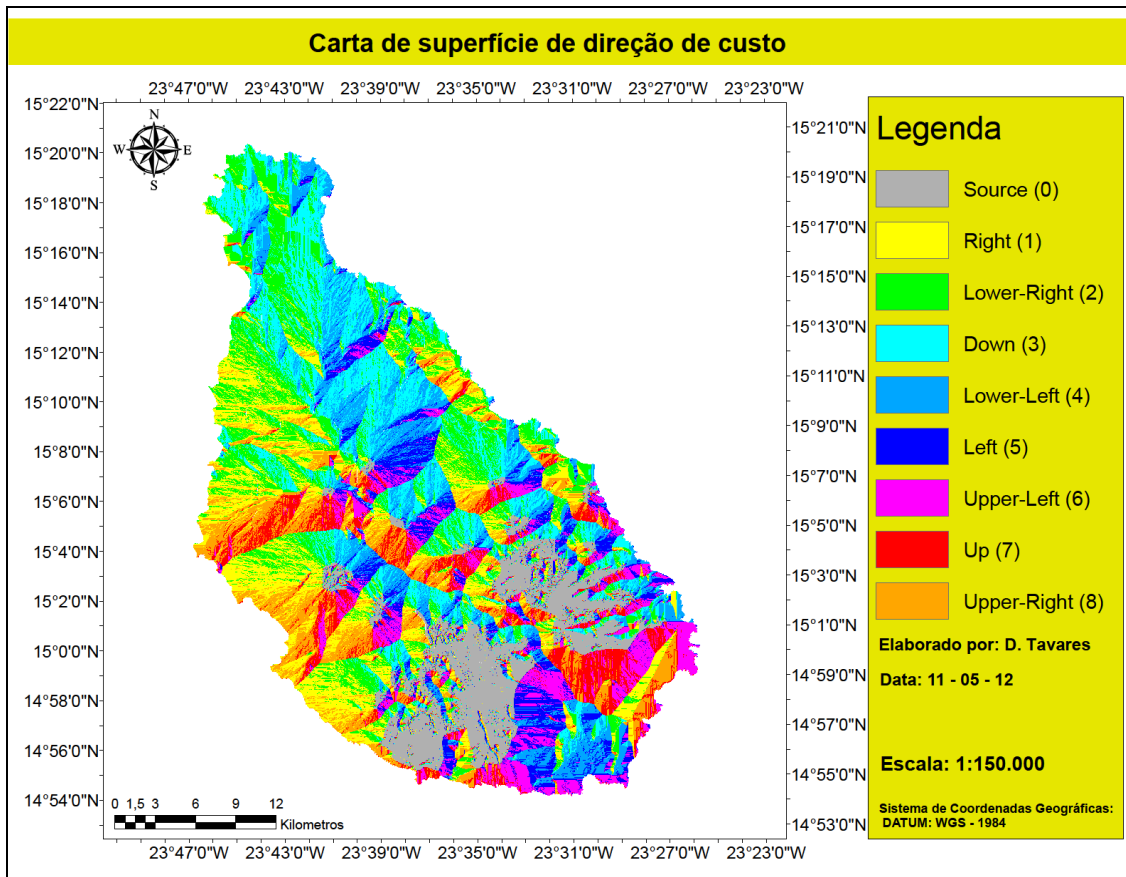 Carta de superfície de direção de custo
23°47'0"W 23°43'0"W 23°39'0"W 23°35'0"W 23°31'0"W 23°27'0"W 23°23'0"W
15°22'0"N
15°20'0"N
15°18'0"N
15°16'0"N
15°14'0"N
15°12'0"N
15°10'0"N
15°8'0"N
15°6'0"N
15°4'0"N
15°2'0"N
15°0'0"N
14°58'0"N
14°56'0"N
14°54'0"N
N
W E
S
0 1,5 3 6 9 12
Kilometros
15°21'0"N
15°19'0"N
15°17'0"N
15°15'0"N
15°13'0"N
15°11'0"N
15°9'0"N
15°7'0"N
15°5'0"N
15°3'0"N
15°1'0"N
14°59'0"N
14°57'0"N
14°55'0"N
14°53'0"N
23°47'0"W 23°43'0"W 23°39'0"W 23°35'0"W 23°31'0"W 23°27'0"W 23°23'0"W
Legenda
Source (0)
Right (1)
Lower-Right (2)
Down (3)
Lower-Left (4)
Left (5)
Upper-Left (6)
Up (7)
Upper-Right (8)
Elaborado por: D. Tavares
Data: 11 - 05 - 12
Escala: 1:150.000
Sistema de Coordenadas Geográficas:
DATUM: WGS - 1984